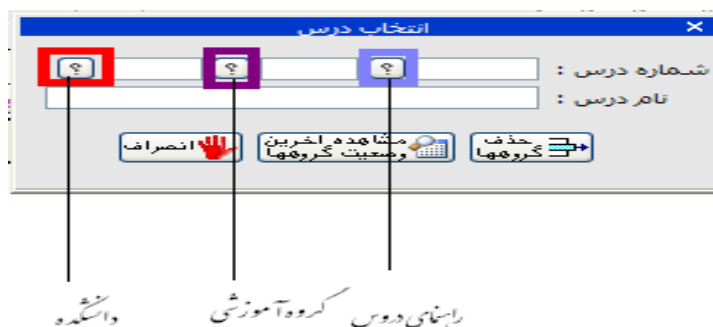 انتخاب درس
شماره درس : ؟ ؟ ؟
نام درس :
حذف گروهها
مشاهده آخرین وضعیت گروهها
انصراف
راهنمای دروس گروه آموزشی دانشکده